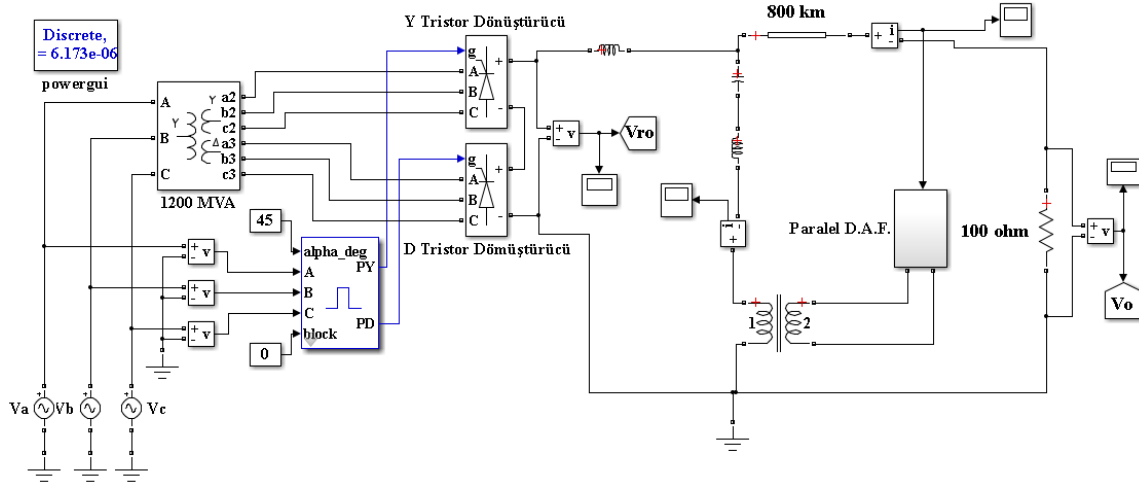 Discrete,
= 6.173e-06
powergui
Y Tristor Dönüştürücü
800 km
A
B
C
Y
Y
Δ
a2
b2
c2
a3
b3
c3
1200 MVA
g
A
B
C
+
-
g
A
B
C
+
-
D Tristor Dömüştürücü
+
-
v
Vro
+
i
-
Paralel D.A.F.
100 ohm
+
-
v
Vo
45
alpha_deg
A
B
C
block
PY
PD
0
+
-
v
+
-
v
+
-
v
i
-
+
1
2
Va
Vb
Vc